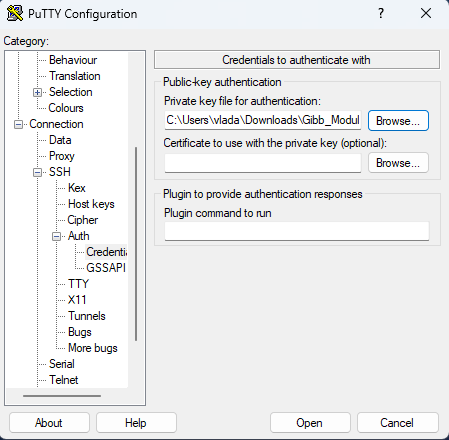 PuTTY Configuration
?
Category:
Behaviour
Translation
Selection
Colours
Connection
Data
Proxy
SSH
Kex
Host keys
Cipher
Auth
Credentia
GSSAPI
TTY
X11
Tunnels
Bugs
More bugs
Serial
Telnet
Credentials to authenticate with
Public-key authentication
Private key file for authentication:
C:\Users\vlada\Downloads\Gibb_Modul
Browse...
Certificate to use with the private key (optional):
Browse...
Plugin to provide authentication responses
Plugin command to run
About
Help
Open
Cancel